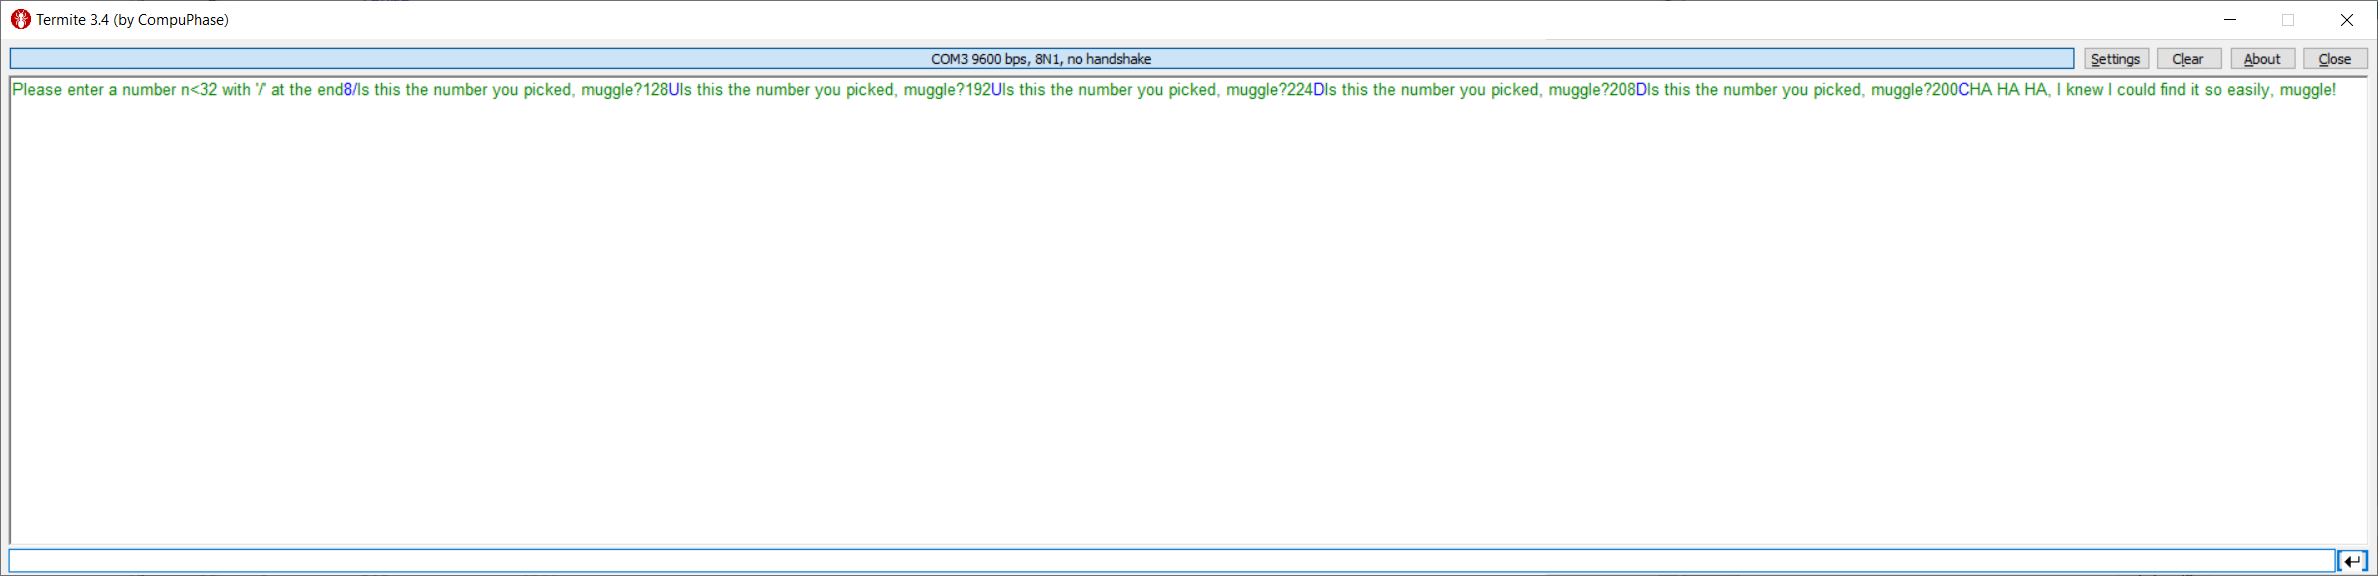 Termite 3.4 (by CompuPhase)
COM3 9600 bps, 8N1, no handshake
Settings
Clear
About
Close
Please enter a number n<32 with '/' at the end8/Is this the number you picked, muggle?128UIs this the number you picked, muggle?192UIs this the number you picked, muggle?224DIs this the number you picked, muggle?208DIs this the number you picked, muggle?200CHA HA HA, I knew I could find it so easily, muggle!